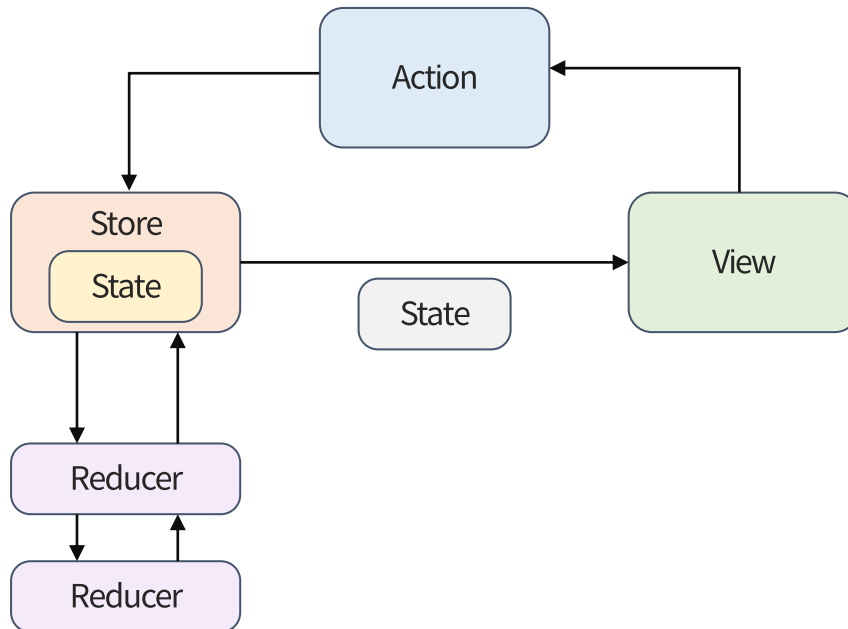 Action
Store
State
State
View
Reducer
Reducer